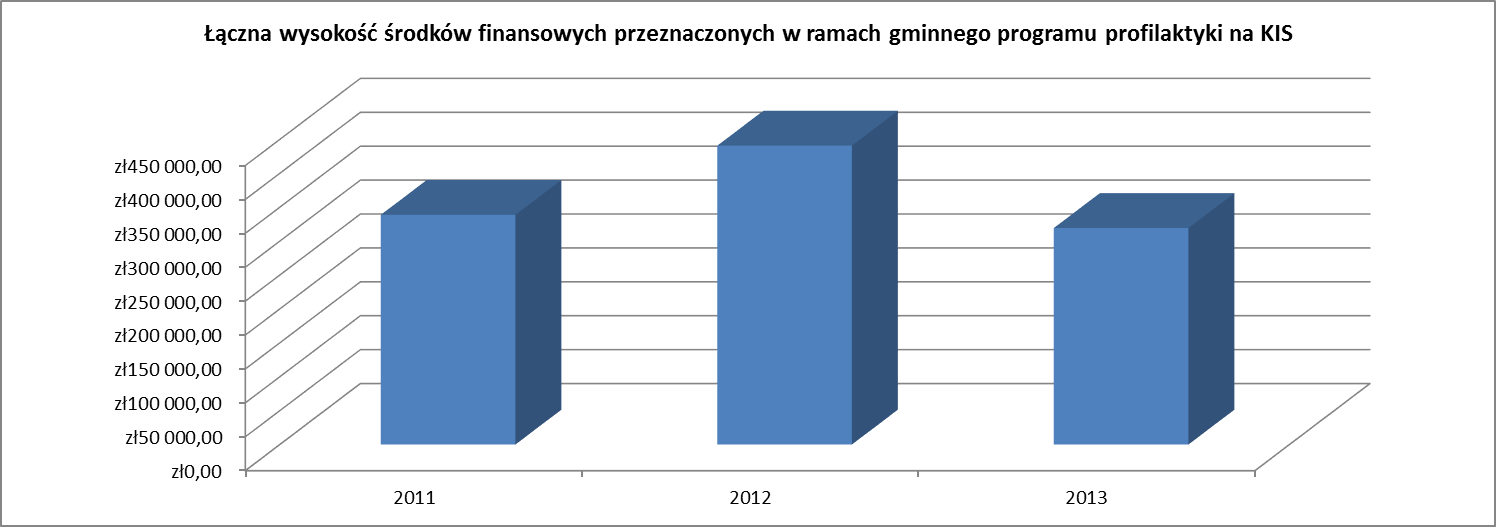 Łączna wysokość środków finansowych przeznaczonych w ramach gminnego programu profilaktyki na KIS
zł450 000,00
zł400 000,00
zł350 000,00
zł300 000,00
zł250 000,00
zł200 000,00
zł150 000,00
zł100 000,00
zł50 000,00
zł0,00
2011 2012 2013